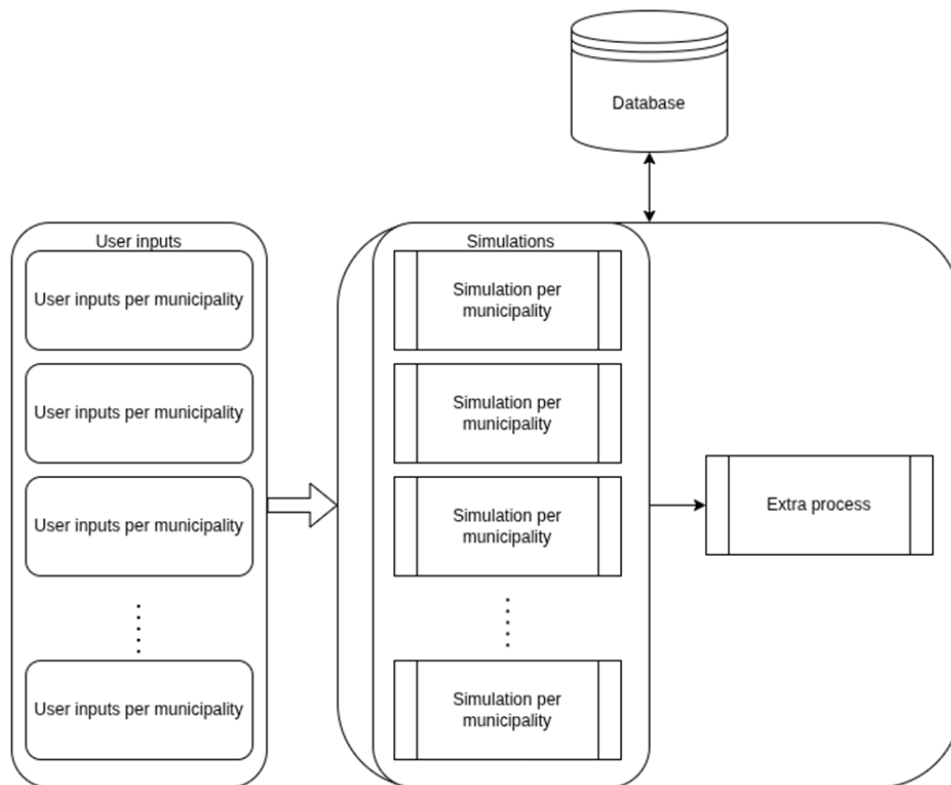 Database
User inputs
User inputs per municipality
User inputs per municipality
User inputs per municipality
User inputs per municipality
Simulations
Simulation per
municipality
Simulation per
municipality
Simulation per
municipality
Simulation per
municipality
Extra process